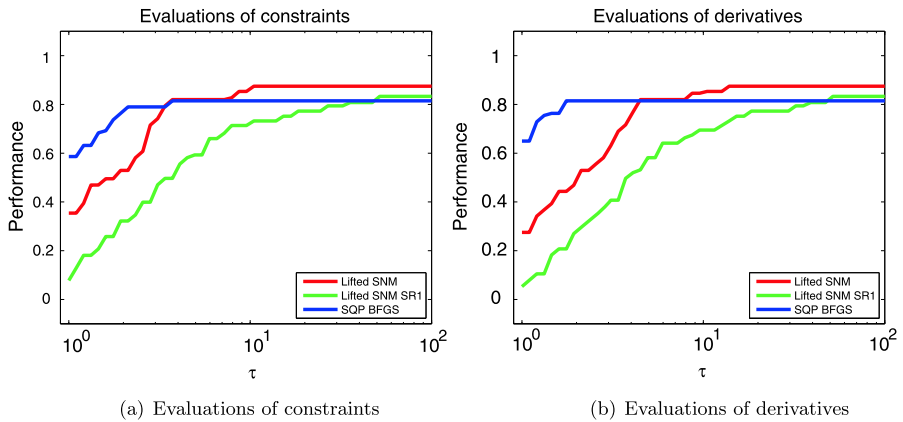 Evaluations of constraints
Performance
1
0.8
0.6
0.4
0.2
0
Lifted SNM
Lifted SNM SR1
SQP BFGS
10^0
10^1
10^2
τ
(a) Evaluations of constraints
Evaluations of derivatives
Performance
1
0.8
0.6
0.4
0.2
0
Lifted SNM
Lifted SNM SR1
SQP BFGS
10^0
10^1
10^2
τ
(b) Evaluations of derivatives